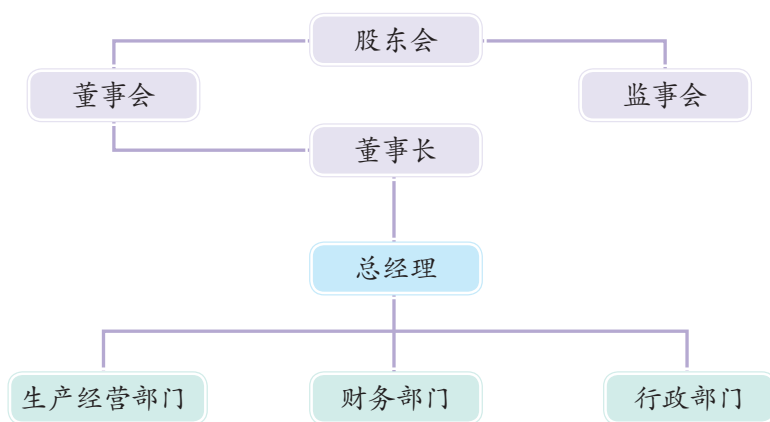 股东会
董事会
监事会
董事长
总经理
生产经营部门
财务部门
行政部门